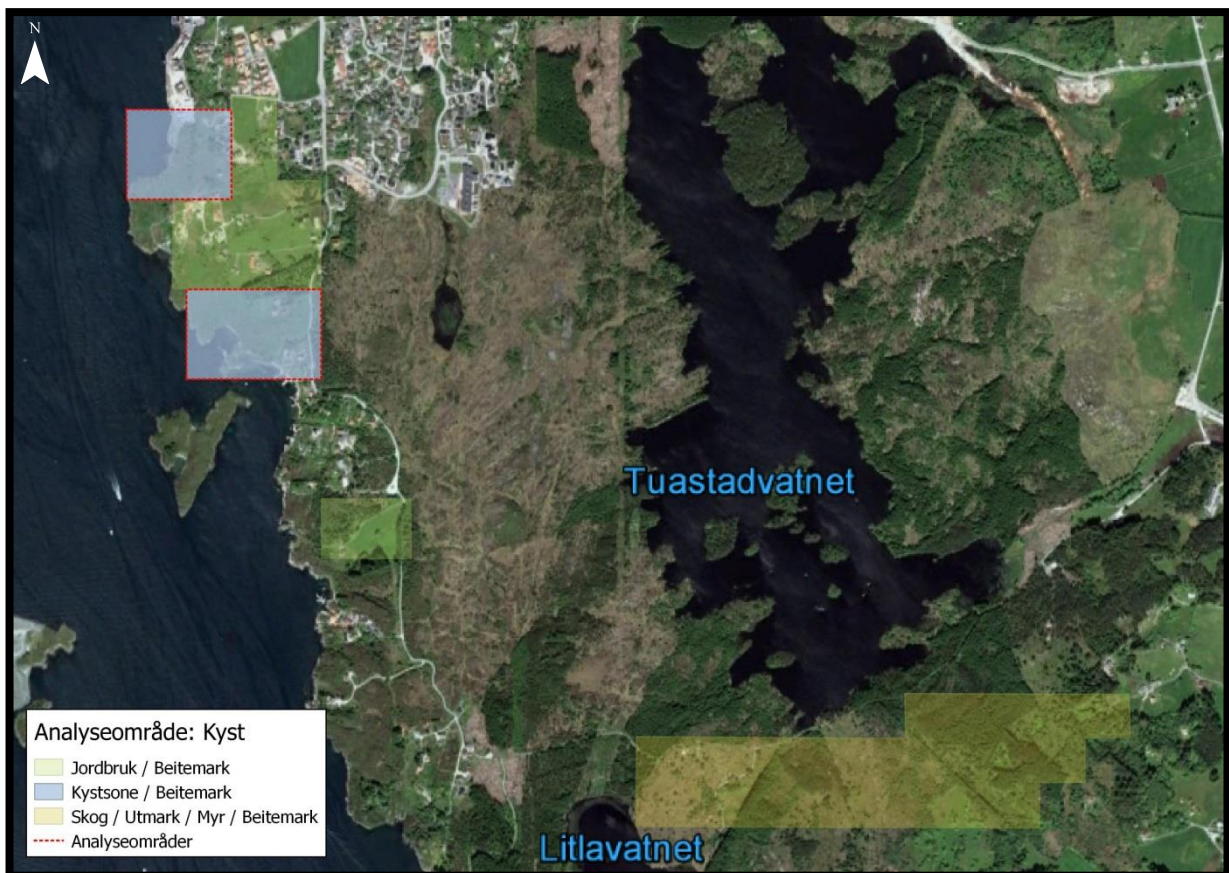 N
Tuastadvatnet
Analyseområde: Kyst
Jordbruk / Beitemark
Kystsone / Beitemark
Skog / Utmark / Myr / Beitemark
Analyseområder
Litlavatnet